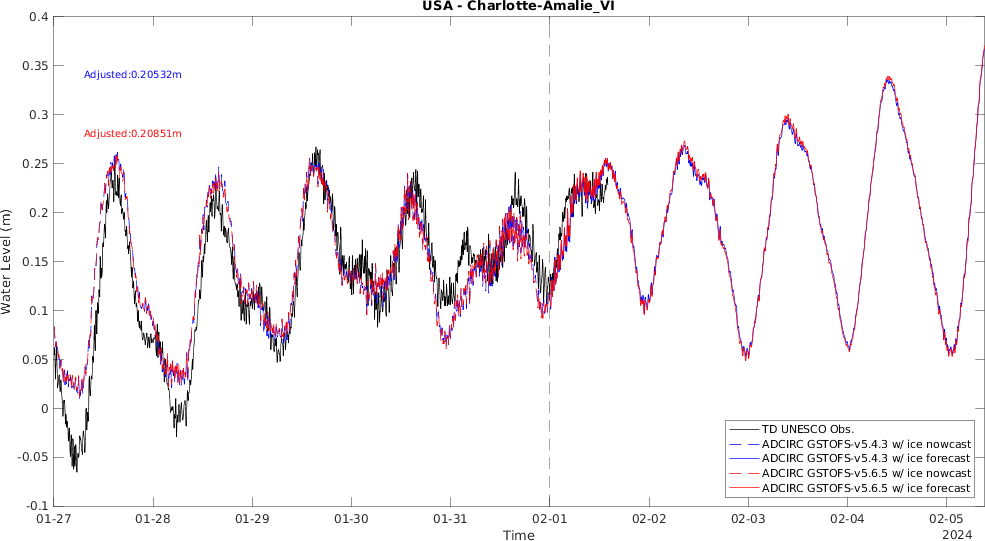 USA - Charlotte-Amalie_VI
0.4
0.35
0.3
0.25
0.2
0.15
0.1
0.05
0
-0.05
-0.1
Water Level (m)
Adjusted:0.20532m
Adjusted:0.20851m
TD UNESCO Obs.
ADCIRC GSTOFS-v5.4.3 w/ ice nowcast
ADCIRC GSTOFS-v5.4.3 w/ ice forecast
ADCIRC GSTOFS-v5.6.5 w/ ice nowcast
ADCIRC GSTOFS-v5.6.5 w/ ice forecast
01-27 01-28 01-29 01-30 01-31 02-01 02-02 02-03 02-04 02-05
Time
2024